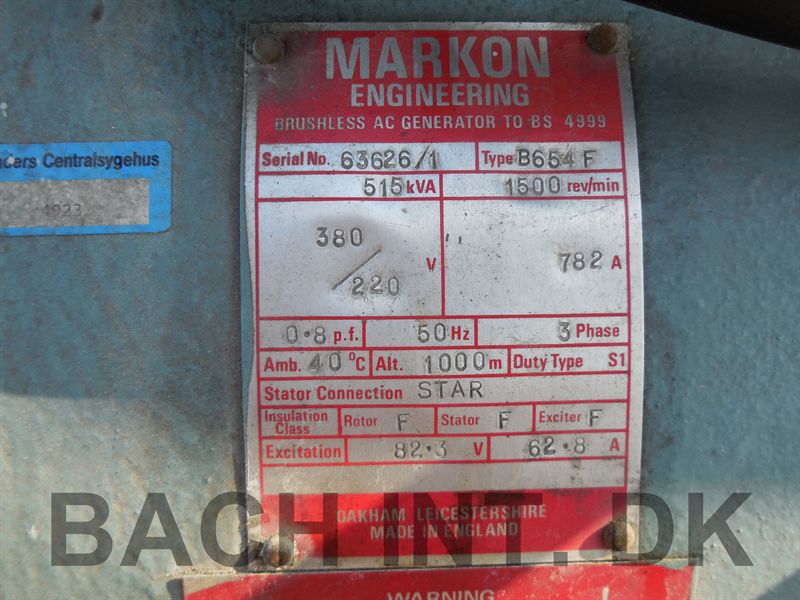 MARKON
ENGINEERING
BRUSHLESS AC GENERATOR TO BS 4999
Serial No. 63626/1 Type B654F
515 kVA 1500 rev/min
380/220 V 782 A
0.8 p.f. 50 Hz 3 Phase
Amb. 40 °C Alt. 1000 m Duty Type S1
Stator Connection STAR
Insulation Class Rotor F Stator F Exciter F
Excitation 82.3 V 62.8 A
OAKHAM LEICESTERSHIRE
MADE IN ENGLAND
WARNING
Centralsygehus
4923
BACH INT. DK